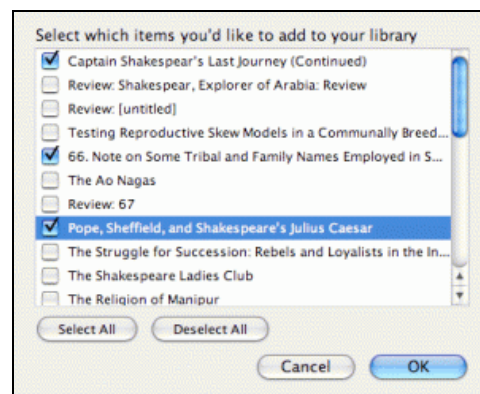 Select which items you'd like to add to your library
Captain Shakespear's Last Journey (Continued)
Review: Shakespear, Explorer of Arabia: Review
Review: [untitled]
Testing Reproductive Skew Models in a Communally Breed...
66. Note on Some Tribal and Family Names Employed in S...
The Ao Nagas
Review: 67
Pope, Sheffield, and Shakespeare's Julius Caesar
The Struggle for Succession: Rebels and Loyalists in the In...
The Shakespeare Ladies Club
The Religion of Manipur
Select All Deselect All
Cancel OK